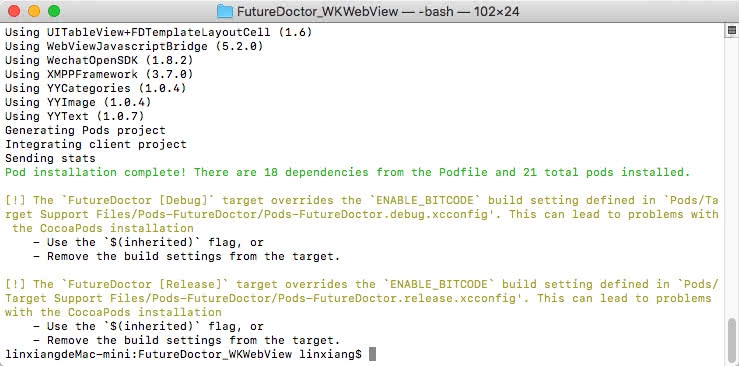 FutureDoctor_WKWebView — -bash — 102×24
Using UITableView+FDTemplateLayoutCell (1.6)
Using WebViewJavascriptBridge (5.2.0)
Using WechatOpenSDK (1.8.2)
Using XMPPFramework (3.7.0)
Using YYCategories (1.0.4)
Using YYImage (1.0.4)
Using YYText (1.0.7)
Generating Pods project
Integrating client project
Sending stats
Pod installation complete! There are 18 dependencies from the Podfile and 21 total pods installed.
[!] The `FutureDoctor [Debug]` target overrides the `ENABLE_BITCODE` build setting defined in `Pods/Ta
rget Support Files/Pods-FutureDoctor/Pods-FutureDoctor.debug.xcconfig'. This can lead to problems with
the CocoaPods installation
- Use the `$(inherited)` flag, or
- Remove the build settings from the target.
[!] The `FutureDoctor [Release]` target overrides the `ENABLE_BITCODE` build setting defined in `Pods/
Target Support Files/Pods-FutureDoctor/Pods-FutureDoctor.release.xcconfig'. This can lead to problems
with the CocoaPods installation
- Use the `$(inherited)` flag, or
- Remove the build settings from the target.
linxiangdeMac-mini:FutureDoctor_WKWebView linxiang$